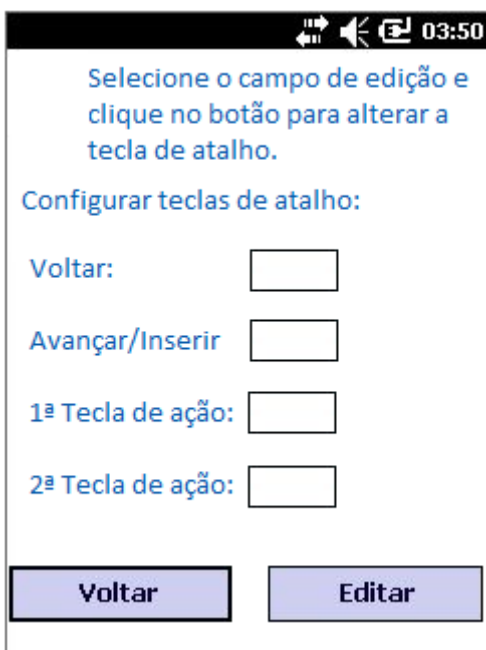 03:50
Selecione o campo de edição e
clique no botão para alterar a
tecla de atalho.
Configurar teclas de atalho:
Voltar:
Avançar/Inserir
1ª Tecla de ação:
2ª Tecla de ação:
Voltar Editar